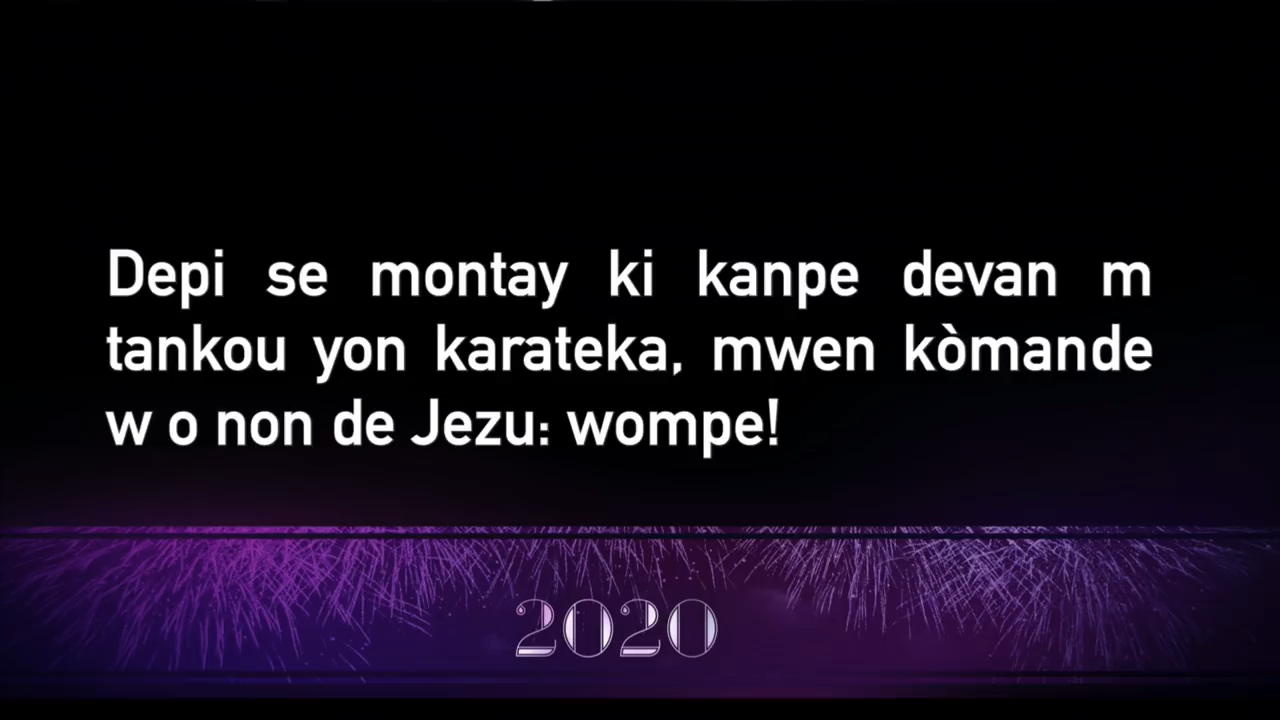 Depi se montay ki kanpe devan m
tankou yon karateka, mwen kòmande
w o non de Jezu: wompe!
2020